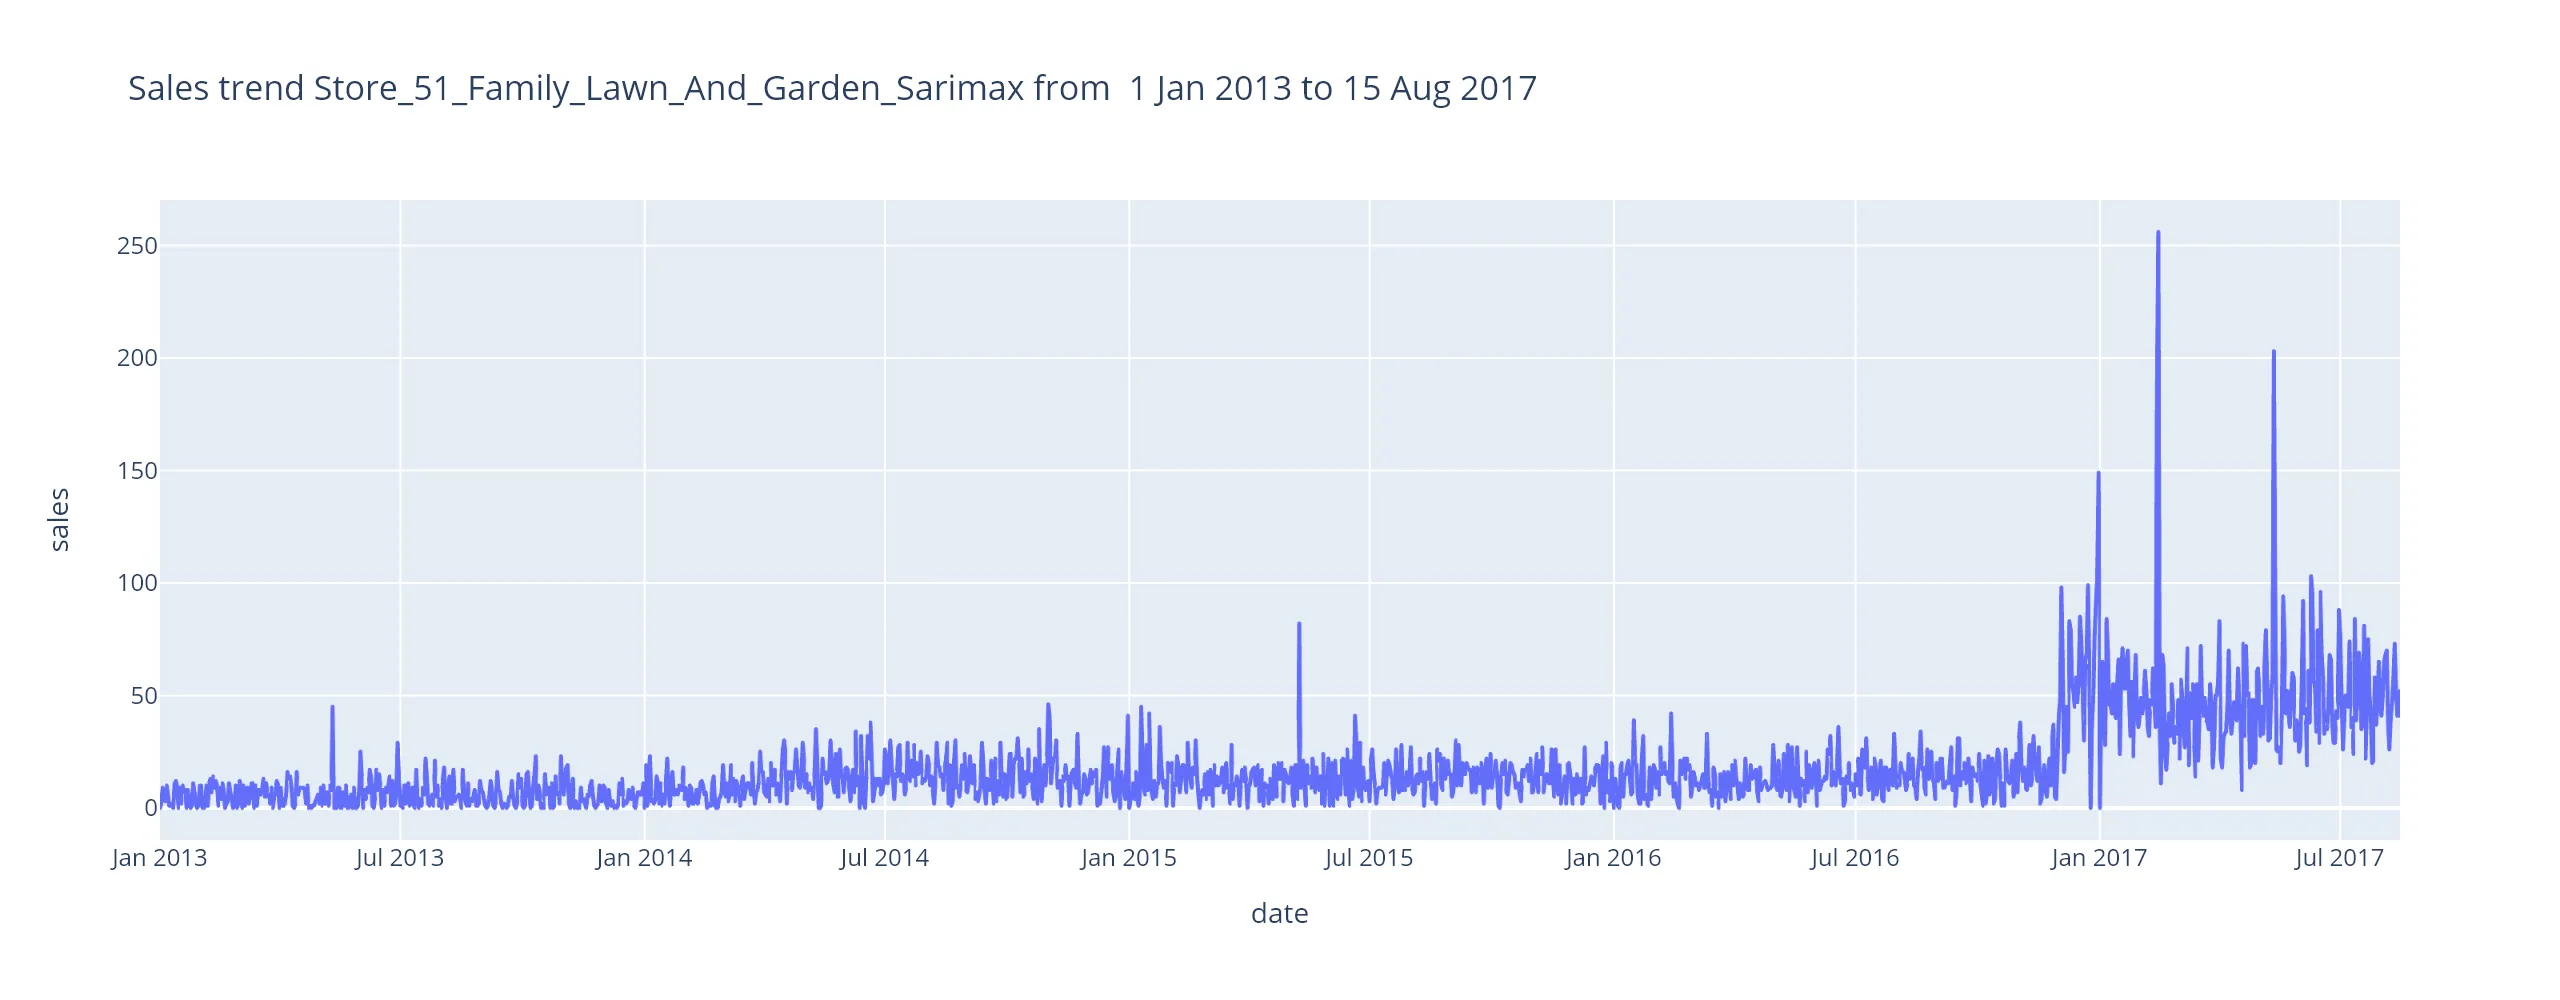 Sales trend Store_51_Family_Lawn_And_Garden_Sarimax from  1 Jan 2013 to 15 Aug 2017
250
200
150
100
50
0
sales
Jan 2013
Jul 2013
Jan 2014
Jul 2014
Jan 2015
Jul 2015
Jan 2016
Jul 2016
Jan 2017
Jul 2017
date